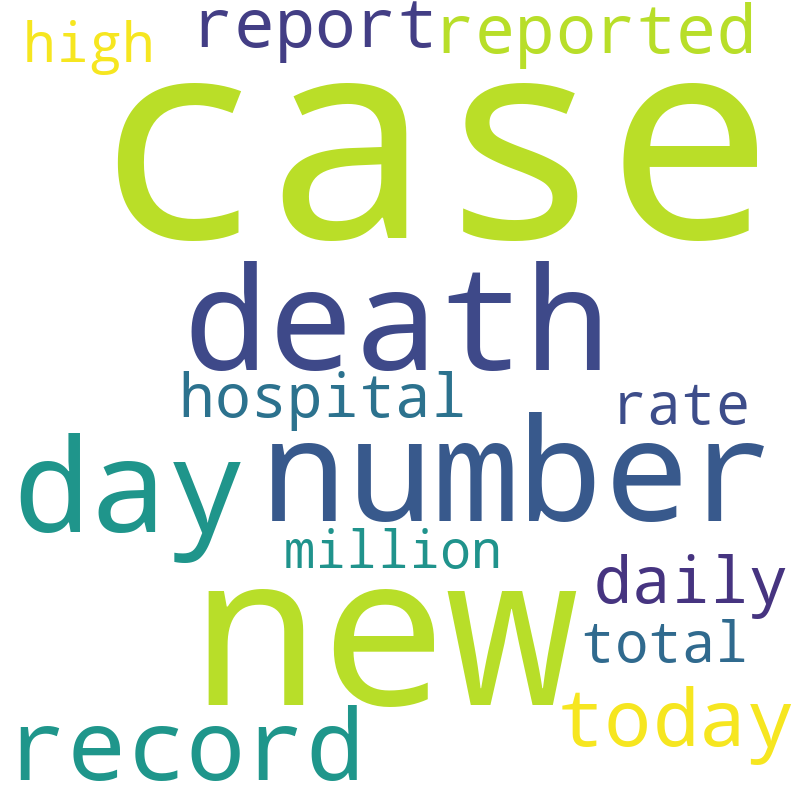 high report reported
case
death
hospital rate
day number
million
daily
new total
today
record